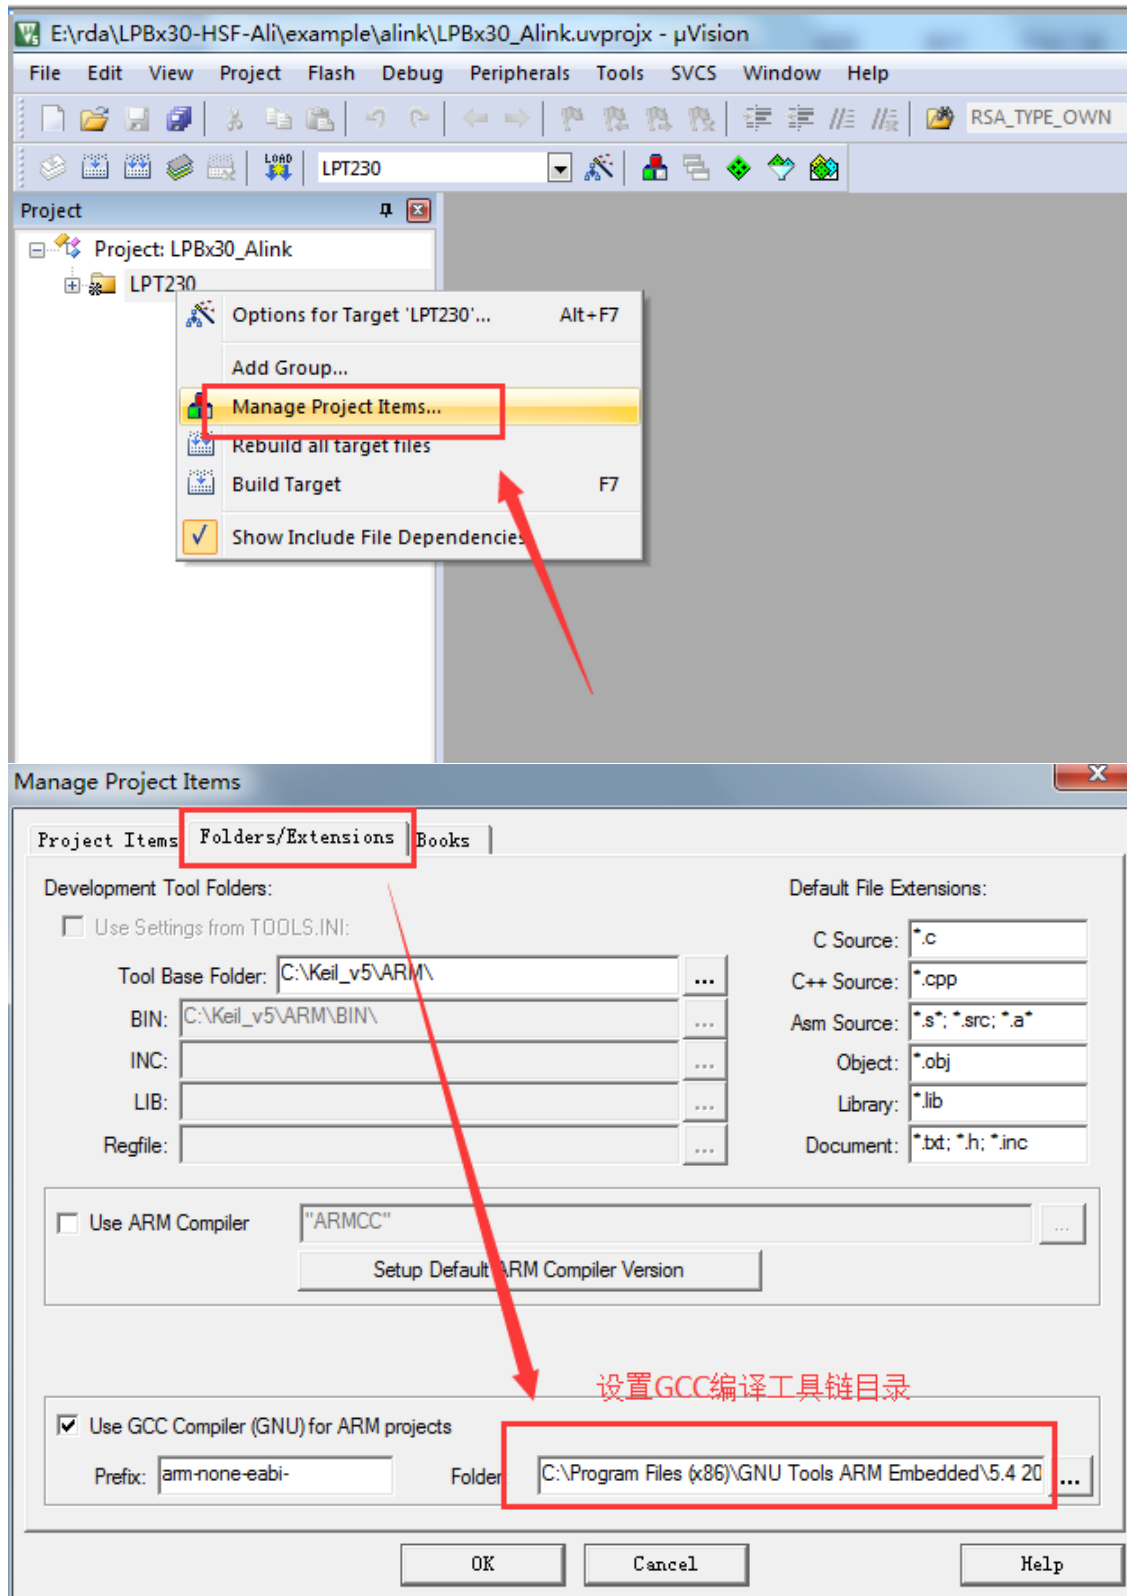 E:\rda\LPBx30-HSF-Ali\example\alink\LPBx30_Alink.uvprojx - µVision
File Edit View Project Flash Debug Peripherals Tools SVCS Window Help
RSA_TYPE_OWN
LOAD LPT230
Project
Project: LPBx30_Alink
LPT230
Options for Target 'LPT230'... Alt+F7
Add Group...
Manage Project Items...
Rebuild all target files
Build Target F7
Show Include File Dependencies
Manage Project Items
Project Items Folders/Extensions Books
Development Tool Folders: Default File Extensions:
Use Settings from TOOLS.INI:
C Source: *.c
Tool Base Folder: C:\Keil_v5\ARM\ ... C++ Source: *.cpp
BIN: C:\Keil_v5\ARM\BIN\ ... Asm Source: *.s*; *.src; *.a*
INC: ... Object: *.obj
LIB: ... Library: *.lib
Regfile: ... Document: *.txt; *.h; *.inc
Use ARM Compiler "ARMCC" ...
Setup Default ARM Compiler Version
设置GCC编译工具链目录
Use GCC Compiler (GNU) for ARM projects
Prefix: arm-none-eabi- Folder C:\Program Files (x86)\GNU Tools ARM Embedded\5.4 20 ...
OK Cancel Help